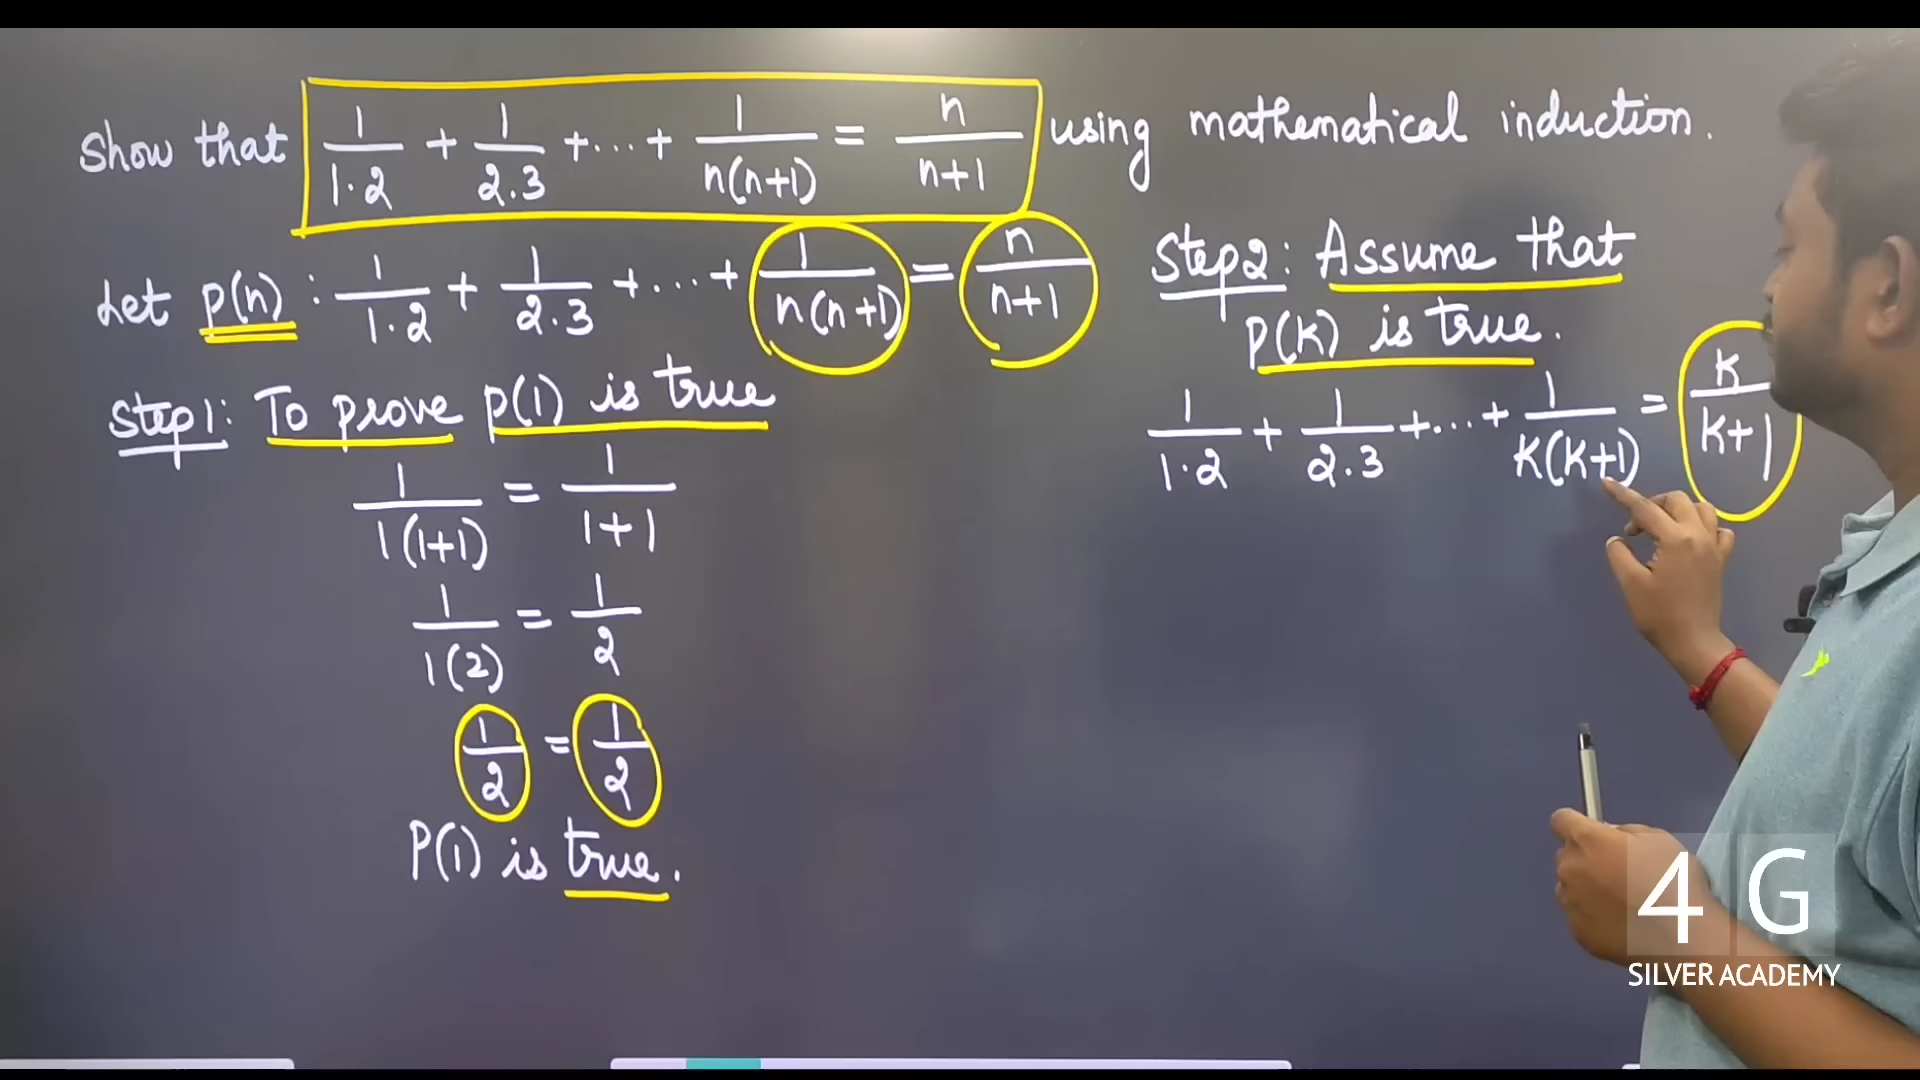 Show that 1/1·2 + 1/2.3 + ... + 1/n(n+1) = n/n+1 using mathematical induction.
Let p(n) : 1/1·2 + 1/2.3 + ... + 1/n(n+1) = n/n+1
Step1: To prove p(1) is true
1/1(1+1) = 1/1+1
1/1(2) = 1/2
1/2 = 1/2
P(1) is true.
Step2: Assume that
p(k) is true.
1/1·2 + 1/2.3 + ... + 1/k(k+1) = k/k+1
4G
SILVER ACADEMY